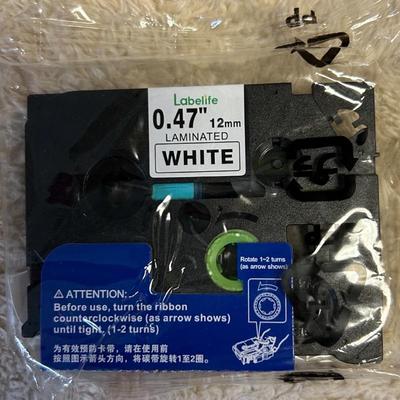 PP
Labelife
0.47" 12mm
LAMINATED
WHITE
Rotate 1-2 turns
(as arrow shows)
⚠ ATTENTION:
Before use, turn the ribbon
counterclockwise (as arrow shows)
until tight. (1-2 turns)
为有效预防卡带，请在使用前
按照图示箭头方向，将碳带旋转1至2圈。